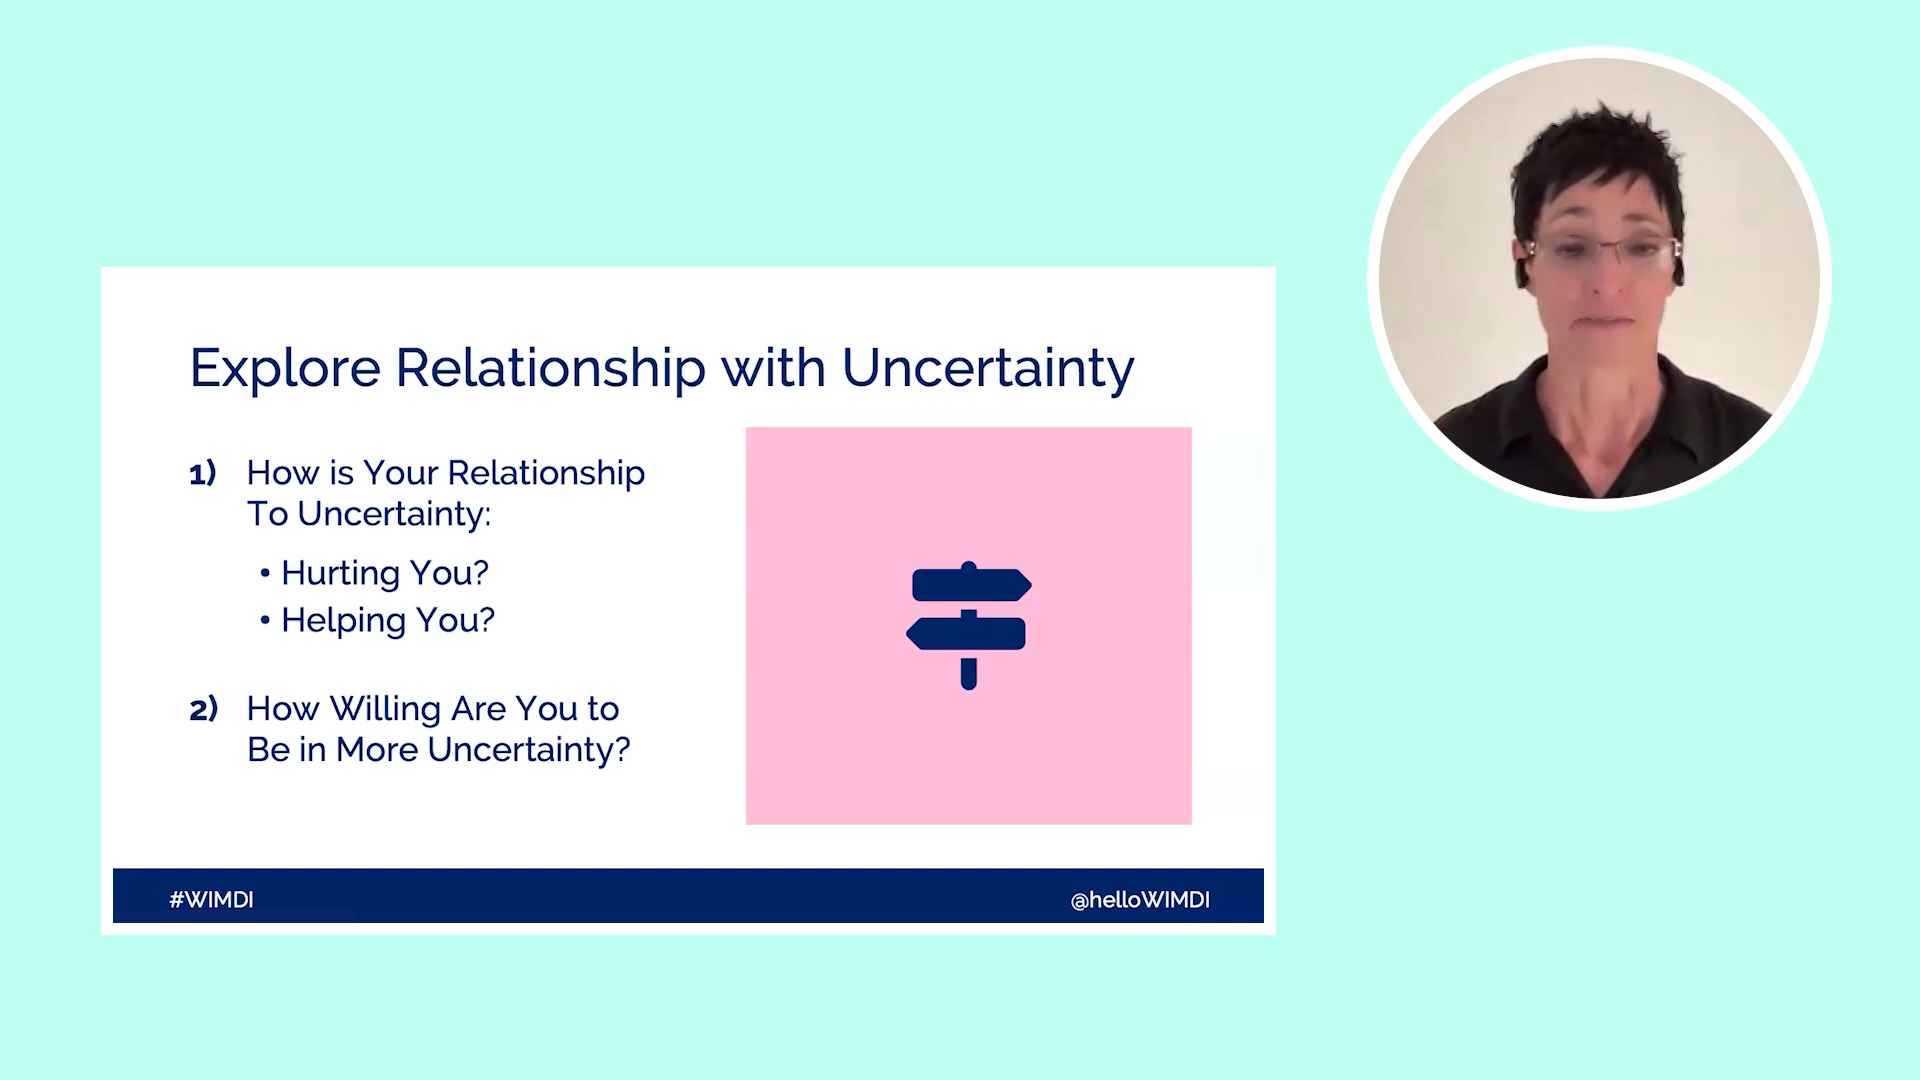 Explore Relationship with Uncertainty
1) How is Your Relationship
To Uncertainty:
• Hurting You?
• Helping You?
2) How Willing Are You to
Be in More Uncertainty?
#WIMDI
@helloWIMDI